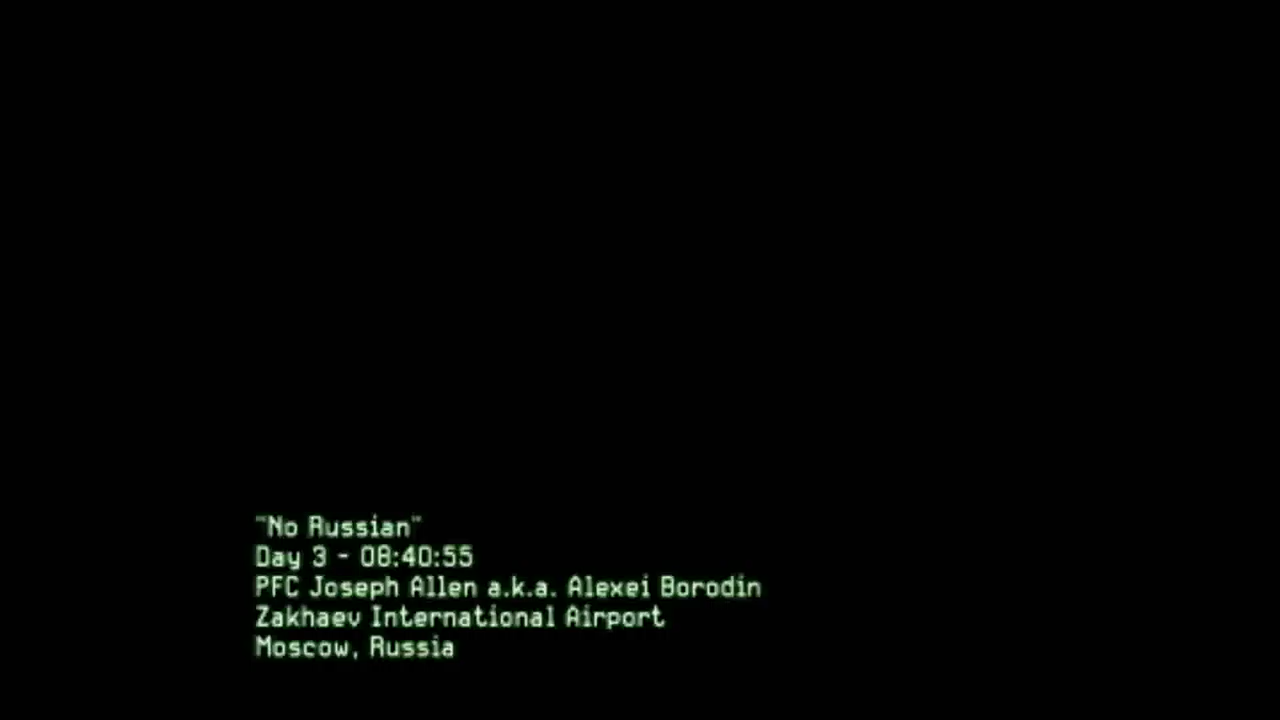 "No Russian"
Day 3 - 08:40:55
PFC Joseph Allen a.k.a. Alexei Borodin
Zakhaev International Airport
Moscow, Russia